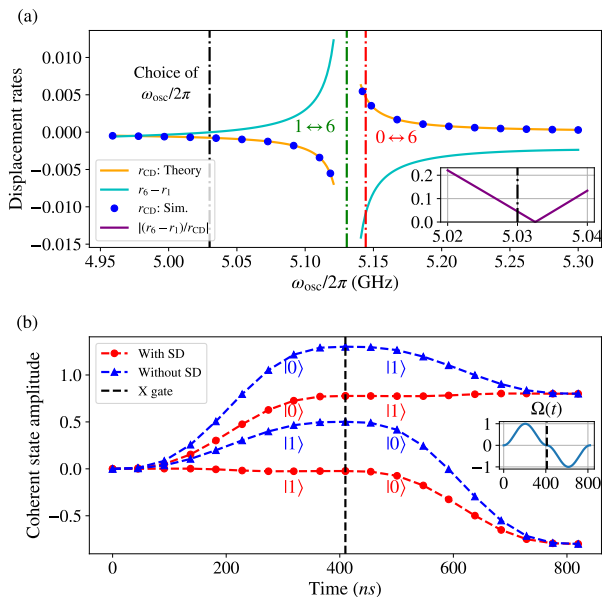 (a)
0.010
0.005
0.000
−0.005
−0.010
−0.015
Displacement rates
Choice of
ω_osc/2π
1↔6
0↔6
r_CD: Theory
r_6 − r_1
r_CD: Sim.
|(r_6 − r_1)/r_CD|
0.2
0.1
0.0
5.02 5.03 5.04
4.95 5.00 5.05 5.10 5.15 5.20 5.25 5.30
ω_osc/2π (GHz)
(b)
With SD
Without SD
X gate
1.0
0.5
0.0
−0.5
Coherent state amplitude
|0⟩ |1⟩
|0⟩ |1⟩
|1⟩ |0⟩
|1⟩ |0⟩
Ω(t)
1
0
−1
0 400 800
0 200 400 600 800
Time (ns)